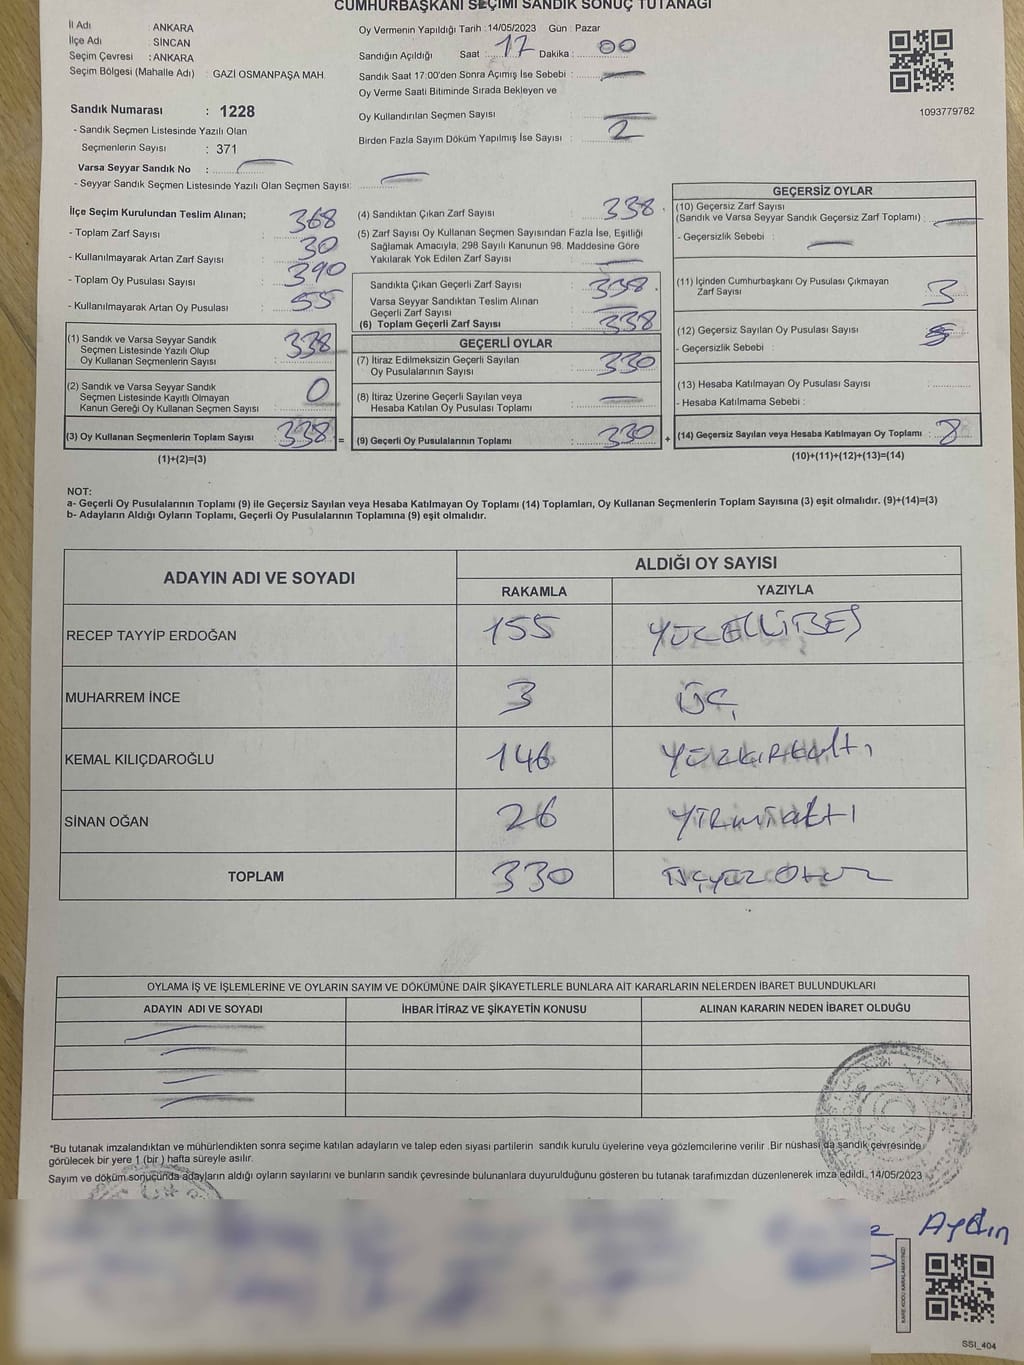 CUMHURBAŞKANI SEÇİMİ SANDIK SONUÇ TUTANAĞI
İl Adı : ANKARA
İlçe Adı : SİNCAN
Seçim Çevresi : ANKARA
Seçim Bölgesi (Mahalle Adı) : GAZİ OSMANPAŞA MAH.
Sandık Numarası : 1228
- Sandık Seçmen Listesinde Yazılı Olan
Seçmenlerin Sayısı : 371
Varsa Seyyar Sandık No :
- Seyyar Sandık Seçmen Listesinde Yazılı Olan Seçmen Sayısı:
Oy Vermenin Yapıldığı Tarih :14/05/2023 Gün : Pazar
Sandığın Açıldığı Saat : 17 Dakika : 00
Sandık Saat 17:00'den Sonra Açımış İse Sebebi :
Oy Verme Saati Bitiminde Sırada Bekleyen ve
Oy Kullandırılan Seçmen Sayısı :
Birden Fazla Sayım Döküm Yapılmış İse Sayısı : 2
1093779782
İlçe Seçim Kurulundan Teslim Alınan;
- Toplam Zarf Sayısı : 368
- Kullanılmayarak Artan Zarf Sayısı : 30
- Toplam Oy Pusulası Sayısı : 390
- Kullanılmayarak Artan Oy Pusulası : 55
(1) Sandık ve Varsa Seyyar Sandık
Seçmen Listesinde Yazılı Olup
Oy Kullanan Seçmenlerin Sayısı : 338
(2) Sandık ve Varsa Seyyar Sandık
Seçmen Listesinde Kayıtlı Olmayan
Kanun Gereği Oy Kullanan Seçmen Sayısı : 0
(3) Oy Kullanan Seçmenlerin Toplam Sayısı : 338 =
(1)+(2)=(3)
(4) Sandıktan Çıkan Zarf Sayısı : 338
(5) Zarf Sayısı Oy Kullanan Seçmen Sayısından Fazla İse, Eşitliği
Sağlamak Amacıyla, 298 Sayılı Kanunun 98. Maddesine Göre
Yakılarak Yok Edilen Zarf Sayısı :
Sandıkta Çıkan Geçerli Zarf Sayısı : 338
Varsa Seyyar Sandıktan Teslim Alınan
Geçerli Zarf Sayısı :
(6) Toplam Geçerli Zarf Sayısı : 338
GEÇERLİ OYLAR
(7) İtiraz Edilmeksizin Geçerli Sayılan
Oy Pusulalarının Sayısı : 330
(8) İtiraz Üzerine Geçerli Sayılan veya
Hesaba Katılan Oy Pusulası Toplamı :
(9) Geçerli Oy Pusulalarının Toplamı : 330 +
GEÇERSİZ OYLAR
(10) Geçersiz Zarf Sayısı
(Sandık ve Varsa Seyyar Sandık Geçersiz Zarf Toplamı) :
- Geçersizlik Sebebi :
(11) İçinden Cumhurbaşkanı Oy Pusulası Çıkmayan
Zarf Sayısı : 3
(12) Geçersiz Sayılan Oy Pusulası Sayısı : 5
- Geçersizlik Sebebi :
(13) Hesaba Katılmayan Oy Pusulası Sayısı :
- Hesaba Katılmama Sebebi :
(14) Geçersiz Sayılan veya Hesaba Katılmayan Oy Toplamı : 8
(10)+(11)+(12)+(13)=(14)
NOT:
a- Geçerli Oy Pusulalarının Toplamı (9) ile Geçersiz Sayılan veya Hesaba Katılmayan Oy Toplamı (14) Toplamları, Oy Kullanan Seçmenlerin Toplam Sayısına (3) eşit olmalıdır. (9)+(14)=(3)
b- Adayların Aldığı Oyların Toplamı, Geçerli Oy Pusulalarının Toplamına (9) eşit olmalıdır.
ADAYIN ADI VE SOYADI
ALDIĞI OY SAYISI
RAKAMLA YAZIYLA
RECEP TAYYİP ERDOĞAN 155 YÜZELLİBEŞ
MUHARREM İNCE 3 ÜÇ
KEMAL KILIÇDAROĞLU 146 YÜZKIRKaltı
SİNAN OĞAN 26 YİRMİaltı
TOPLAM 330 ÜÇYÜZ OTUZ
OYLAMA İŞ VE İŞLEMLERİNE VE OYLARIN SAYIM VE DÖKÜMÜNE DAİR ŞİKAYETLERLE BUNLARA AİT KARARLARIN NELERDEN İBARET BULUNDUKLARI
ADAYIN ADI VE SOYADI İHBAR İTİRAZ VE ŞİKAYETİN KONUSU ALINAN KARARIN NEDEN İBARET OLDUĞU
*Bu tutanak imzalandıktan ve mühürlendikten sonra seçime katılan adayların ve talep eden siyasi partilerin sandık kurulu üyelerine veya gözlemcilerine verilir .Bir nüshası da sandık çevresinde
görülecek bir yere 1 (bir ) hafta süreyle asılır.
Sayım ve döküm sonucunda adayların aldığı oyların sayılarını ve bunların sandık çevresinde bulunanlara duyurulduğunu gösteren bu tutanak tarafımızdan düzenlenerek imza edildi. 14/05/2023
Aydın
KARE KODU KARALAMAYINIZ!
SSI_404